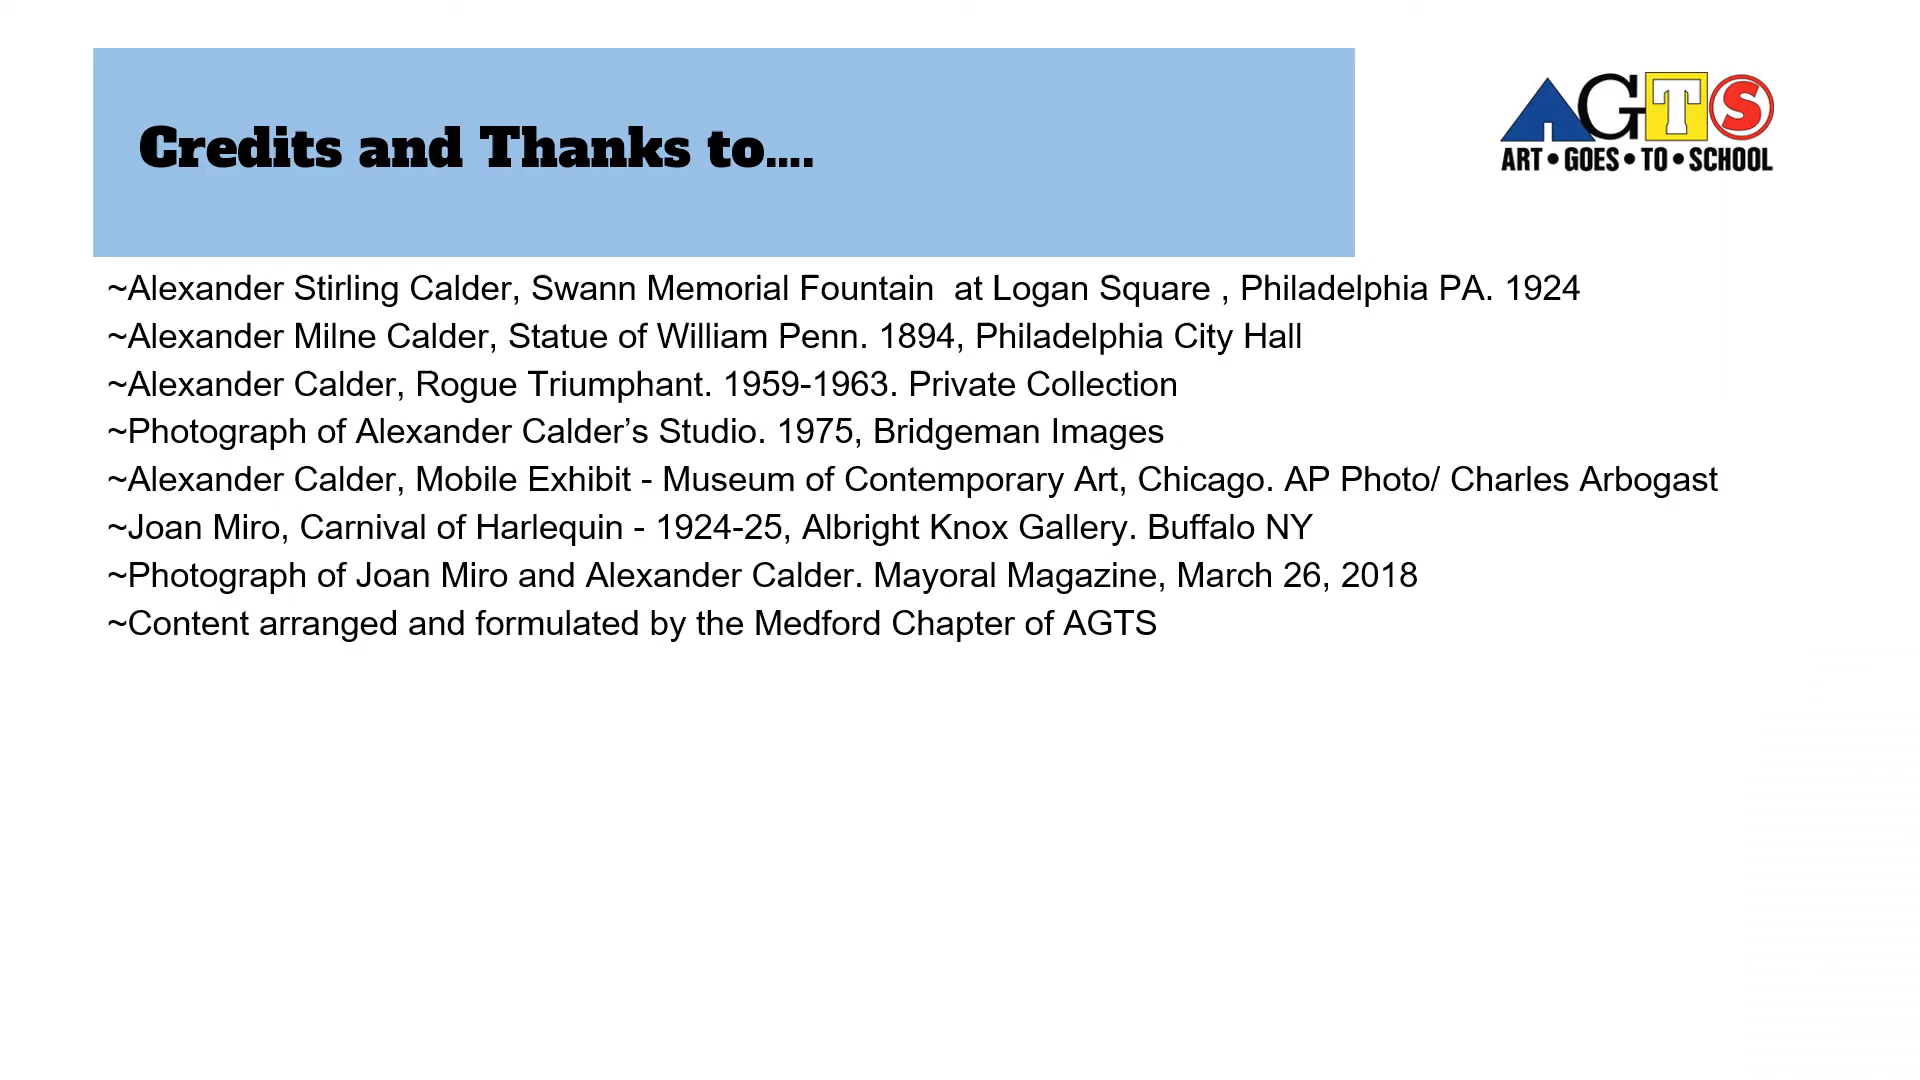 Credits and Thanks to....
AGTS
ART • GOES • TO • SCHOOL
~Alexander Stirling Calder, Swann Memorial Fountain  at Logan Square , Philadelphia PA. 1924
~Alexander Milne Calder, Statue of William Penn. 1894, Philadelphia City Hall
~Alexander Calder, Rogue Triumphant. 1959-1963. Private Collection
~Photograph of Alexander Calder’s Studio. 1975, Bridgeman Images
~Alexander Calder, Mobile Exhibit - Museum of Contemporary Art, Chicago. AP Photo/ Charles Arbogast
~Joan Miro, Carnival of Harlequin - 1924-25, Albright Knox Gallery. Buffalo NY
~Photograph of Joan Miro and Alexander Calder. Mayoral Magazine, March 26, 2018
~Content arranged and formulated by the Medford Chapter of AGTS